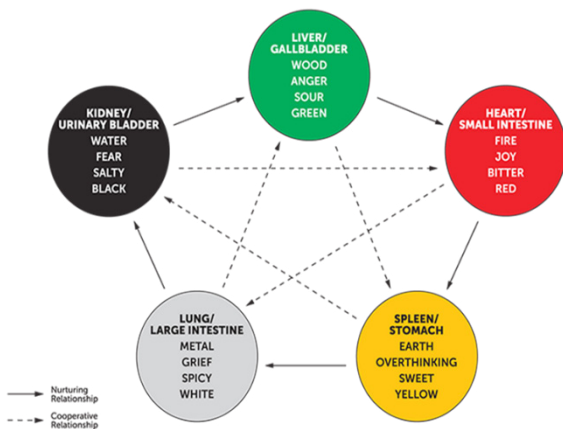 LIVER/
GALLBLADDER
WOOD
ANGER
SOUR
GREEN
KIDNEY/
URINARY BLADDER
WATER
FEAR
SALTY
BLACK
HEART/
SMALL INTESTINE
FIRE
JOY
BITTER
RED
LUNG/
LARGE INTESTINE
METAL
GRIEF
SPICY
WHITE
SPLEEN/
STOMACH
EARTH
OVERTHINKING
SWEET
YELLOW
Nurturing
Relationship
Cooperative
Relationship